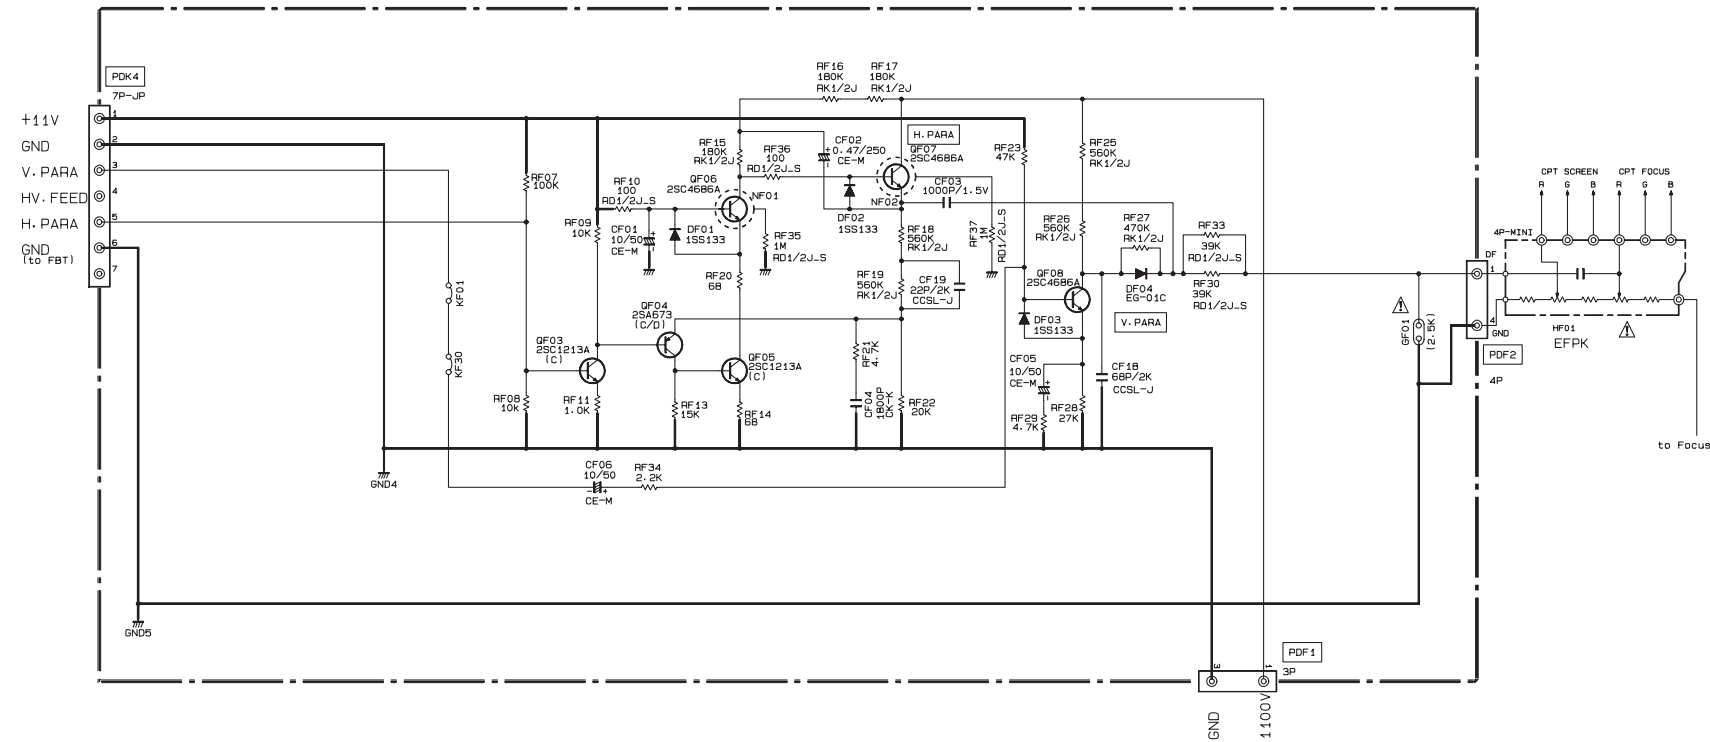 PDK4
7P-JP
+11V
1
GND
2
V.PARA
3
HV.FEED
4
H.PARA
5
GND
(to FBT)
6
7
KF01
KF30
GND4
GND5
RF07
100K
RF08
10k
RF09
10K
RF10
100
RD1/2J_S
CF01
10/50
CE-M
DF01
1SS133
QF06
2SC4686A
NF01
RF35
1M
RD1/2J_S
RF15
180K
RK1/2J
RF36
100
RD1/2J_S
RF16
180K
RK1/2J
RF17
180K
RK1/2J
CF02
0.47/250
CE-M
DF02
1SS133
H.PARA
QF07
2SC4686A
NF02
CF03
1000P/1.5V
RF18
560K
RK1/2J
RF19
560K
RK1/2J
CF19
22P/2K
CCSL-J
RF20
68
QF04
2SA673
(C/D)
QF03
2SC1213A
(C)
QF05
2SC1213A
(C)
RF11
1.0K
RF13
15K
RF14
68
RF21
4.7K
CF04
1800P
CK-K
RF22
20K
CF06
10/50
CE-M
RF34
2.2K
RF23
47K
RF37
1M
RD1/2J_S
RF25
560K
RK1/2J
RF26
560K
RK1/2J
QF08
2SC4686A
DF03
1SS133
CF05
10/50
CE-M
RF29
4.7K
RF28
27K
CF18
68P/2K
CCSL-J
RF27
470K
RK1/2J
DF04
EG-01C
V.PARA
RF33
39K
RD1/2J_S
RF30
39K
RD1/2J_S
GF01
(2.5K)
DF
1
4
GND
PDF2
4P
4P-MINI
CPT SCREEN
CPT FOCUS
R G B R G B
HF01
EFPK
to Focus
PDF1
3P
3
1
GND
1100V